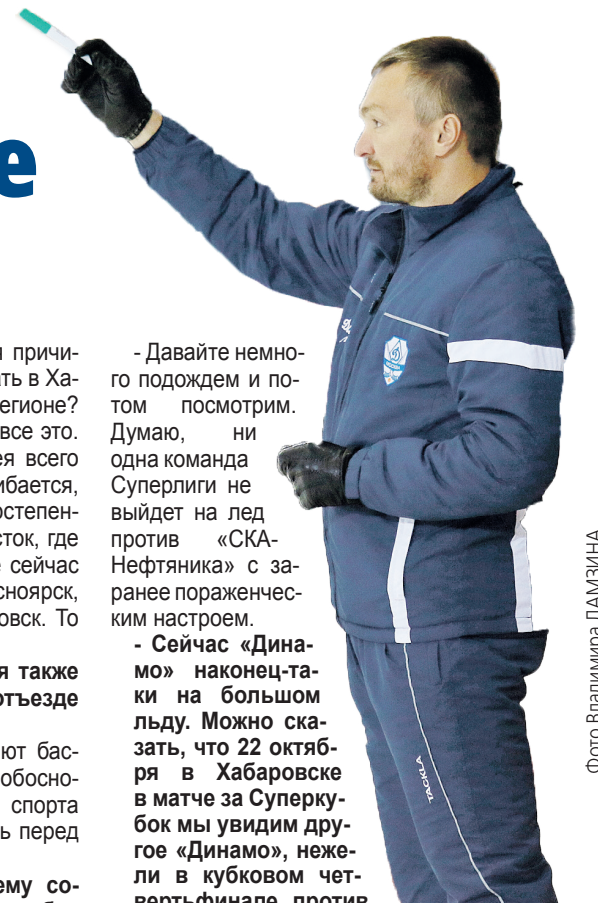 е
я причи-
ать в Ха-
егионе?
все это.
ея всего
ибается,
остепен-
сток, где
е сейчас
сноярск,
овск. То
я также
отъезде
ют бас-
обосно-
спорта
ь перед
ему со-
- Давайте немно-
го подождем и по-
том посмотрим.
Думаю, ни
одна команда
Суперлиги не
выйдет на лед
против «СКА-
Нефтяника» с за-
ранее пораженчес-
ким настроем.
- Сейчас «Дина-
мо» наконец-та-
ки на большом
льду. Можно ска-
зать, что 22 октяб-
ря в Хабаровске
в матче за Суперку-
бок мы увидим дру-
гое «Динамо», неже-
ли в кубковом чет-
вертьфинале против
TACKLA
Фото Владимира ЛАМЗИНА